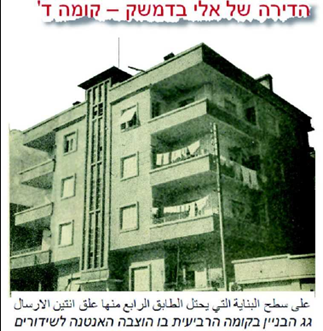 הדירה של אלי בדמשק – קומה ד'
على سطح البناية التي يحتل الطابق الرابع منها علق انتين الارسال
גג הבניין בקומה הרביעית בו הוצבה האנטנה לשידורים